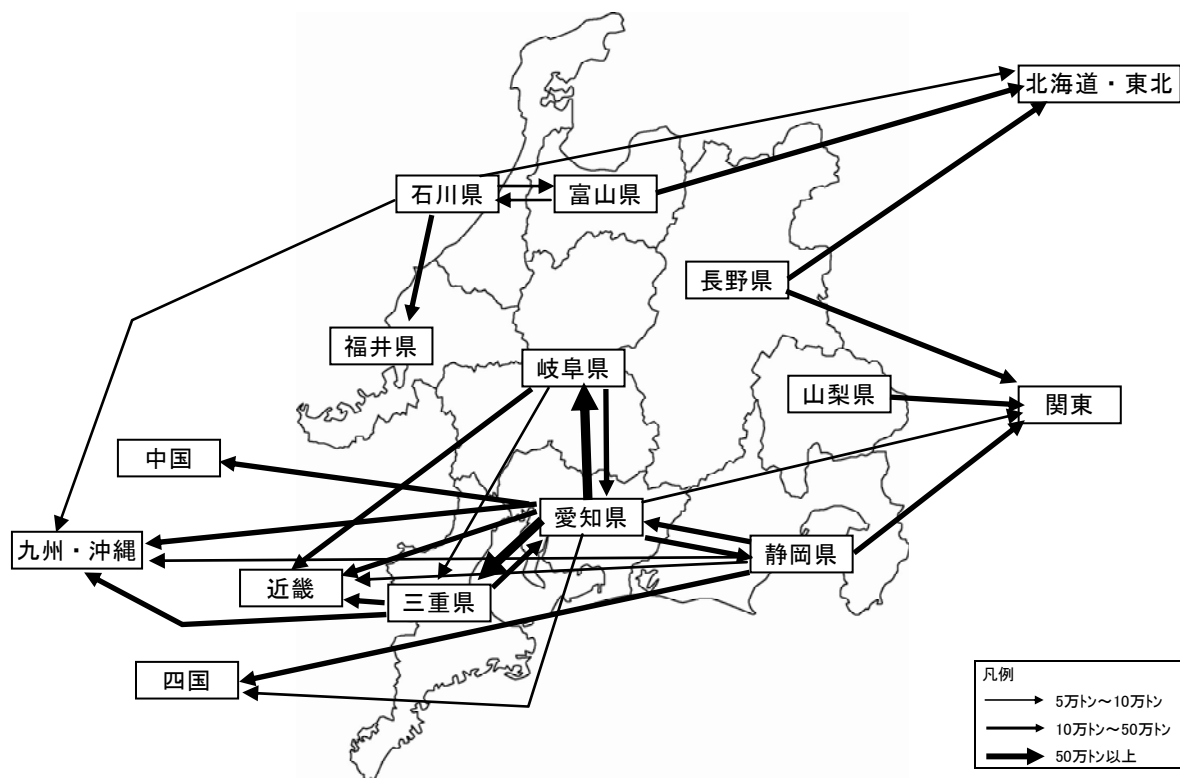 北海道・東北
石川県
富山県
長野県
福井県
岐阜県
山梨県
関東
中国
愛知県
九州・沖縄
静岡県
近畿
三重県
四国
凡例
5万トン～10万トン
10万トン～50万トン
50万トン以上